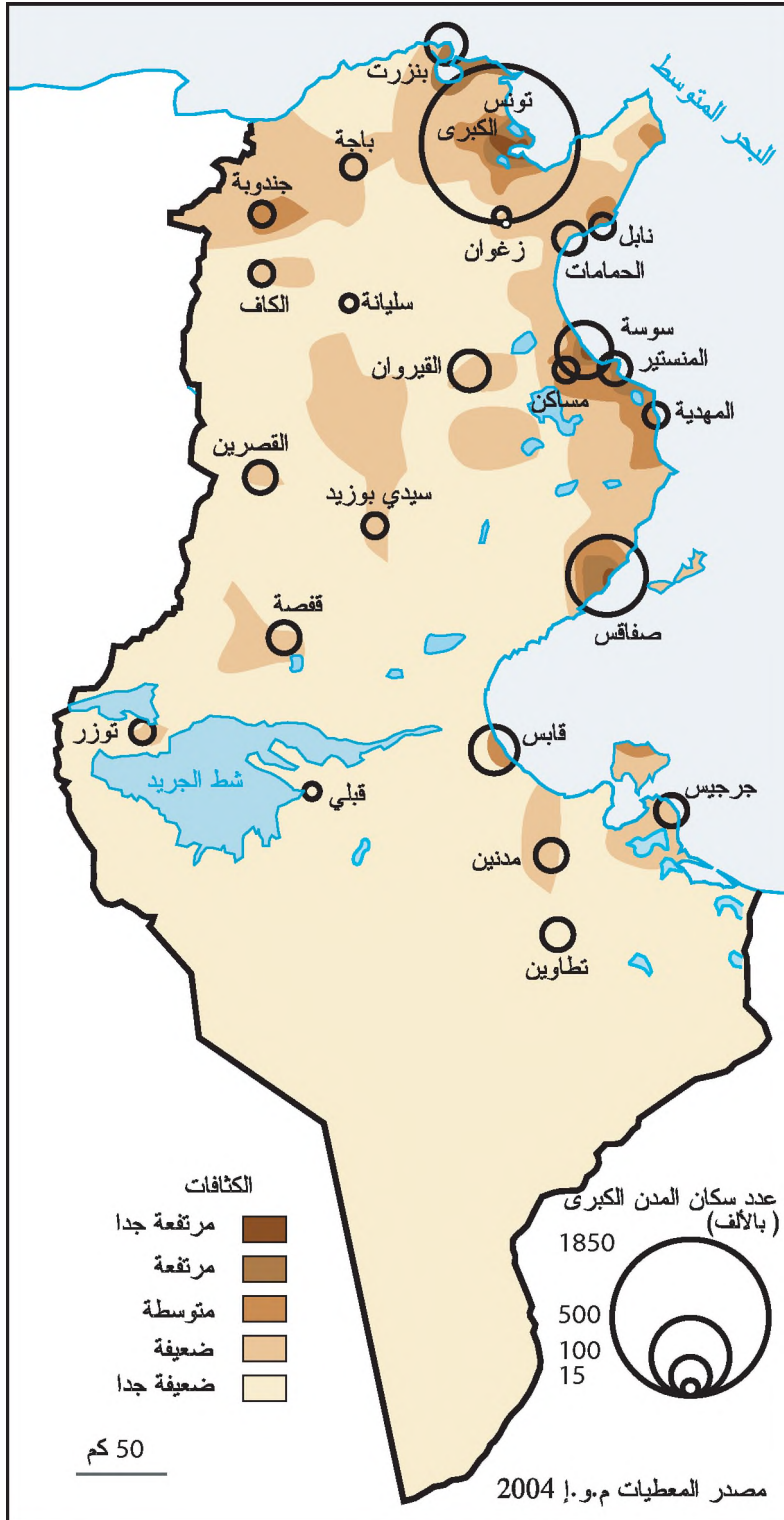 البحر المتوسط
بنزرت
تونس
الكبرى
باجة
جندوبة
زغوان
نابل
الحمامات
الكاف
سليانة
سوسة
المنستير
القيروان
مساكن
المهدية
القصرين
سيدي بوزيد
صفاقس
قفصة
توزر
قابس
شط الجريد
قبلي
جرجيس
مدنين
تطاوين
الكثافات
مرتفعة جدا
مرتفعة
متوسطة
ضعيفة
ضعيفة جدا
50 كم
عدد سكان المدن الكبرى
( بالألف)
1850
500
100
15
مصدر المعطيات م.و.إ 2004